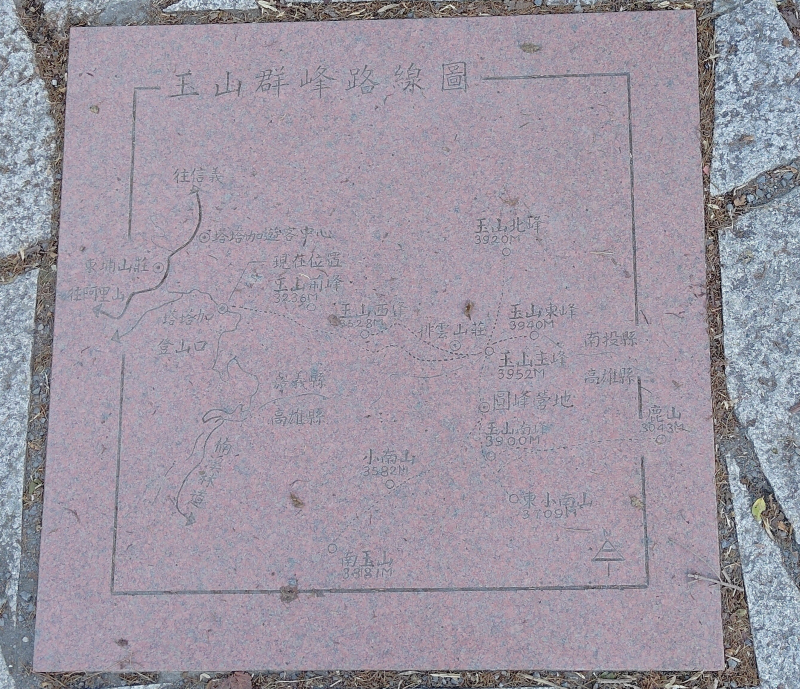 玉山群峰路線圖
往信義
玉山北峰
3920M
塔塔加遊客中心
東埔山莊
現在位置
往阿里山
玉山前峰
3236M
玉山西峰
3528M
玉山東峰
3940M
塔塔加
登山口
排雲山莊
南投縣
玉山主峰
3952M
高雄縣
嘉義縣
圓峰營地
高雄縣
鹿山
玉山南峰
3900M
楠溪林道
小南山
3582M
東小南山
南玉山